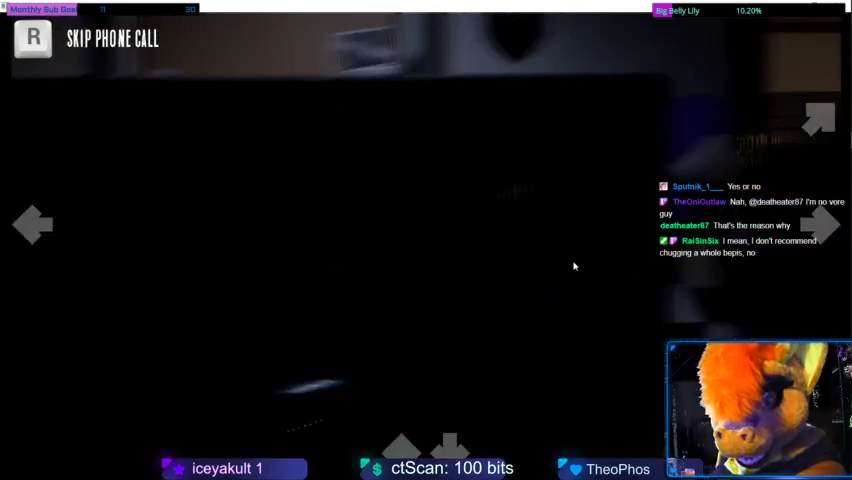 Monthly Sub Goal 11 30
Big Belly Lily 10.20%
R SKIP PHONE CALL
Sputnik_1___ Yes or no
TheOniOutlaw Nah, @deatheater87 I'm no vore
guy
deatheater87 That's the reason why
RaiSinSix I mean, I don't recommend
chugging a whole bepis, no
iceyakult 1
$ ctScan: 100 bits
TheoPhos